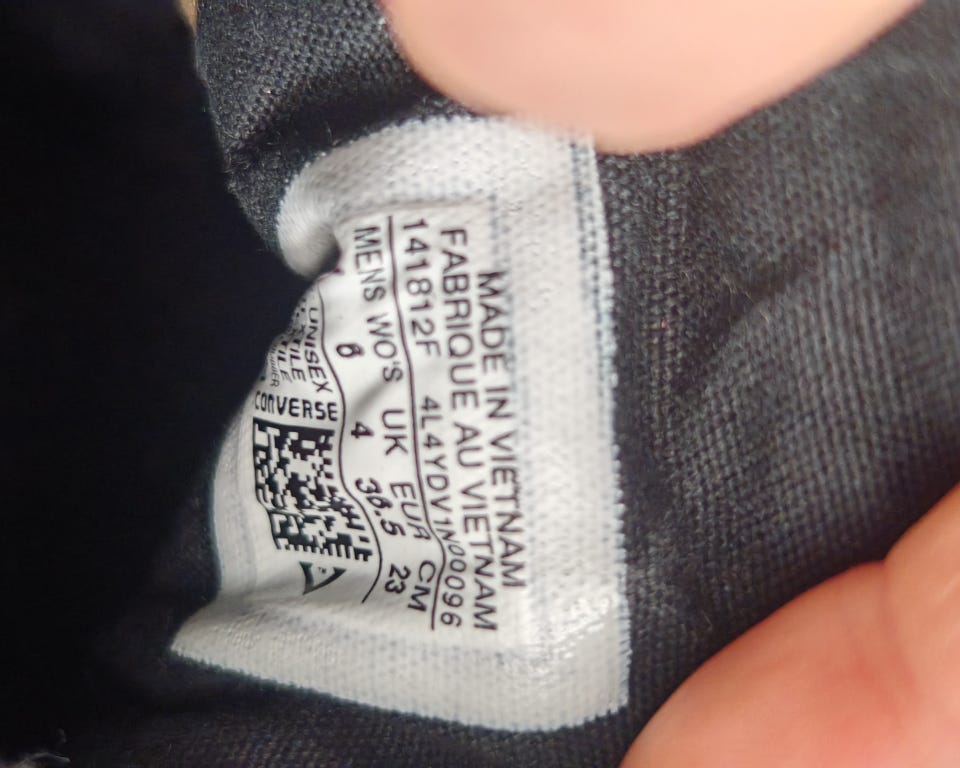 MADE IN VIETNAM
FABRIQUE AU VIETNAM
141812F 4L4YDV1N00096
MENS WO'S UK EUR CM
6 4 36.5 23
UNISEX
CONVERSE